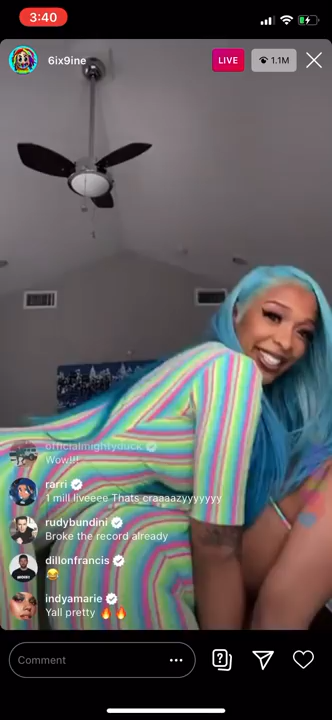 3:40
6ix9ine
LIVE
1.1M
officialmightyduck
Wow!!!
rarri
1 mill liveeee Thats craaaazyyyyyyy
rudybundini
Broke the record already
dillonfrancis
😂
indyamarie
Yall pretty 🔥🔥
Comment